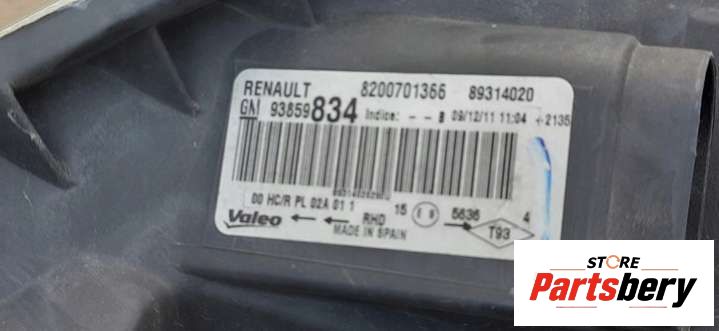 RENAULT 8200701366 89314020
GM 93859834 Indice: - - B 09/12/11 11:04 +2135
00 HC/R PL 02A 01 1
Valeo RHD 15 5636 4
MADE IN SPAIN T93
STORE
Partsbery